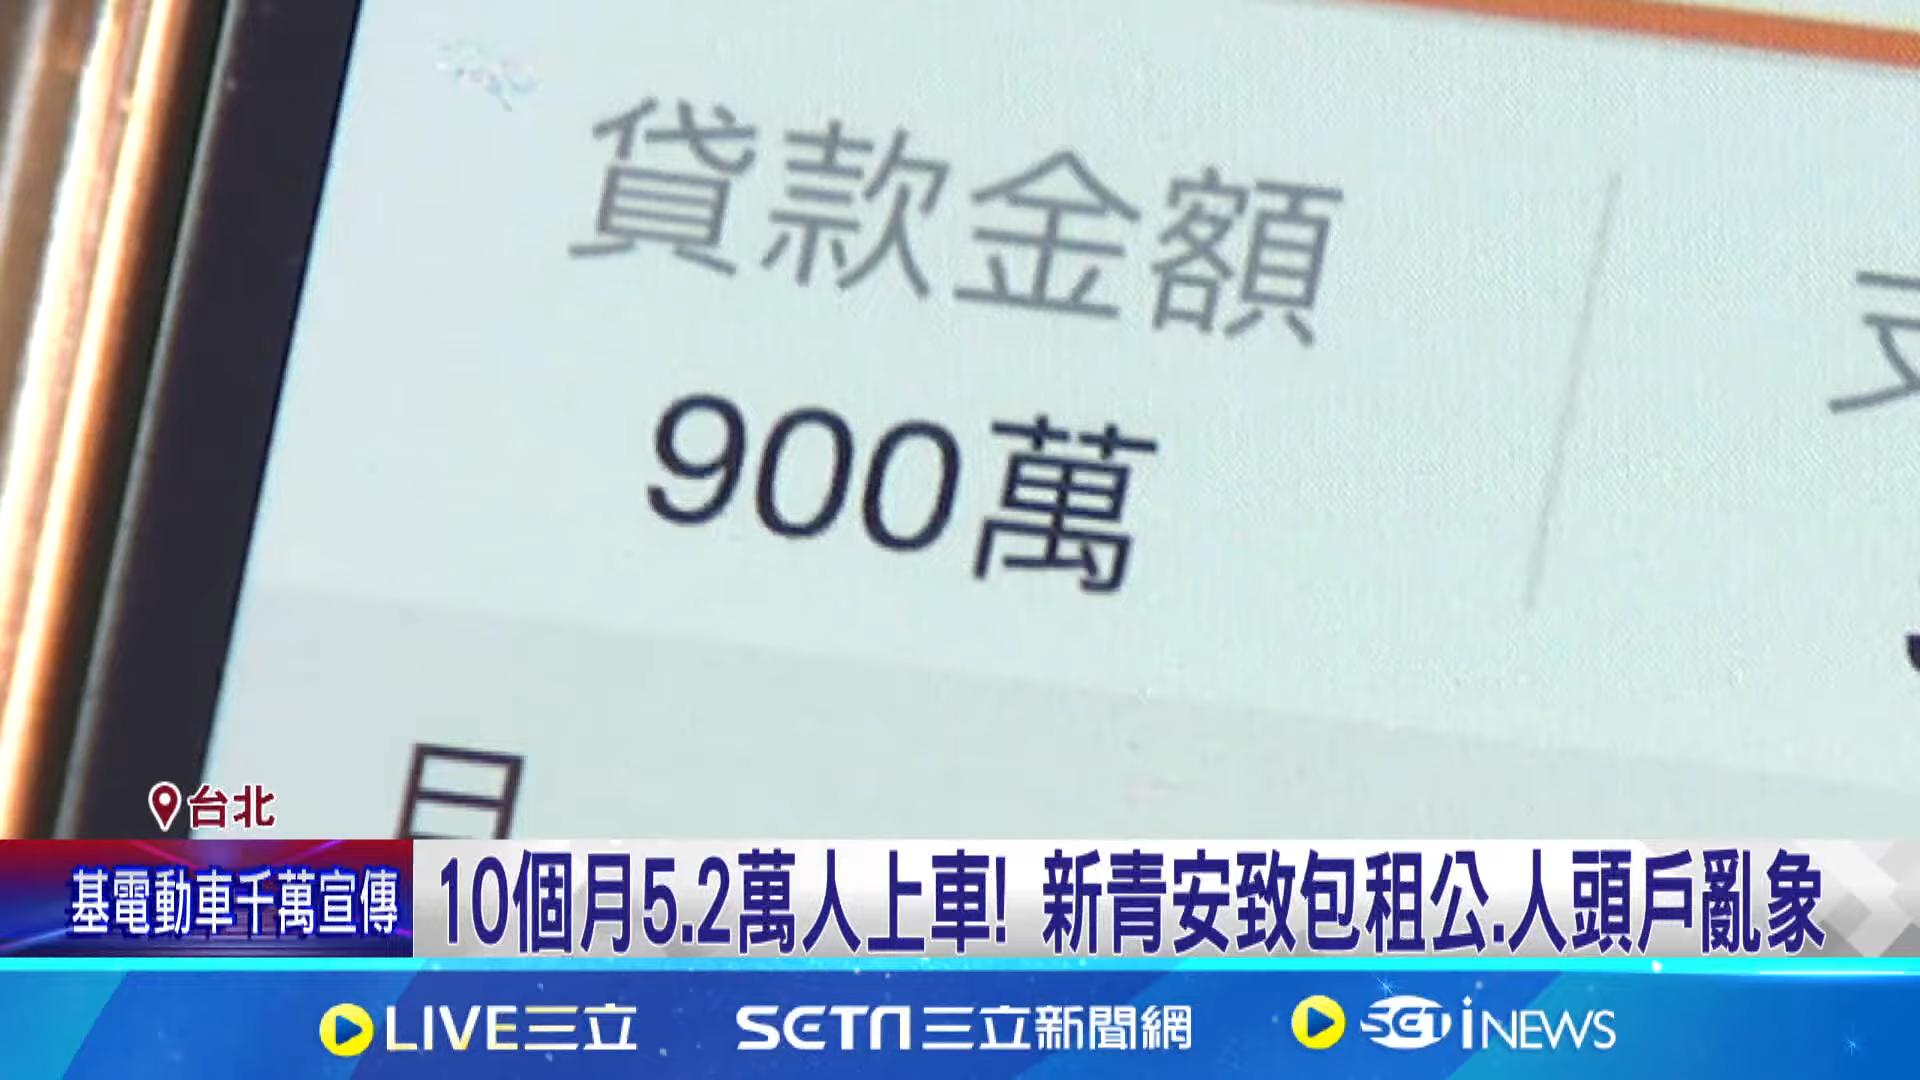 貸款金額
900萬
台北
基電動車千萬宣傳
10個月5.2萬人上車! 新青安致包租公.人頭戶亂象
LIVE三立
SETN三立新聞網
SET iNEWS